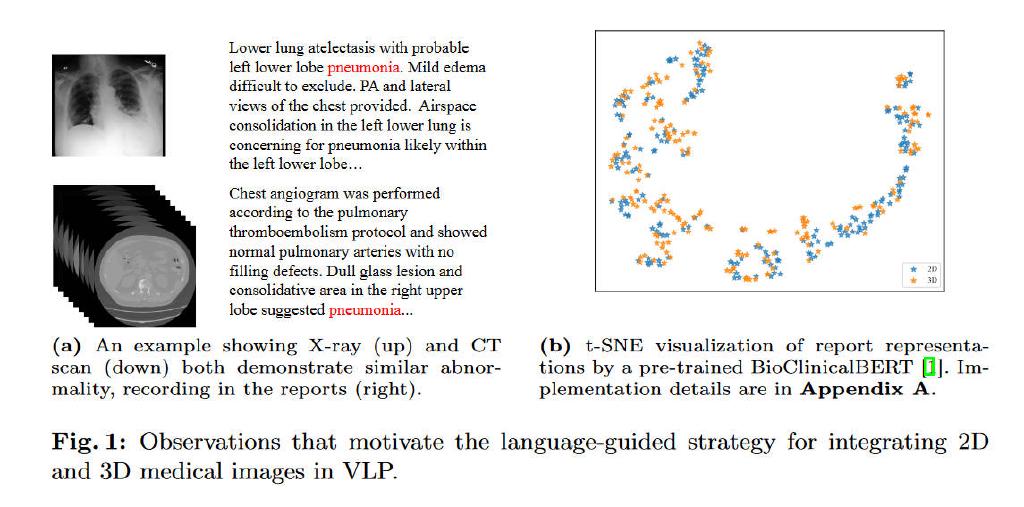 Lower lung atelectasis with probable
left lower lobe pneumonia. Mild edema
difficult to exclude. PA and lateral
views of the chest provided. Airspace
consolidation in the left lower lung is
concerning for pneumonia likely within
the left lower lobe…
Chest angiogram was performed
according to the pulmonary
thromboembolism protocol and showed
normal pulmonary arteries with no
filling defects. Dull glass lesion and
consolidative area in the right upper
lobe suggested pneumonia...
2D
3D
(a) An example showing X-ray (up) and CT
scan (down) both demonstrate similar abnor-
mality, recording in the reports (right).
(b) t-SNE visualization of report representa-
tions by a pre-trained BioClinicalBERT [1]. Im-
plementation details are in Appendix A.
Fig. 1: Observations that motivate the language-guided strategy for integrating 2D
and 3D medical images in VLP.